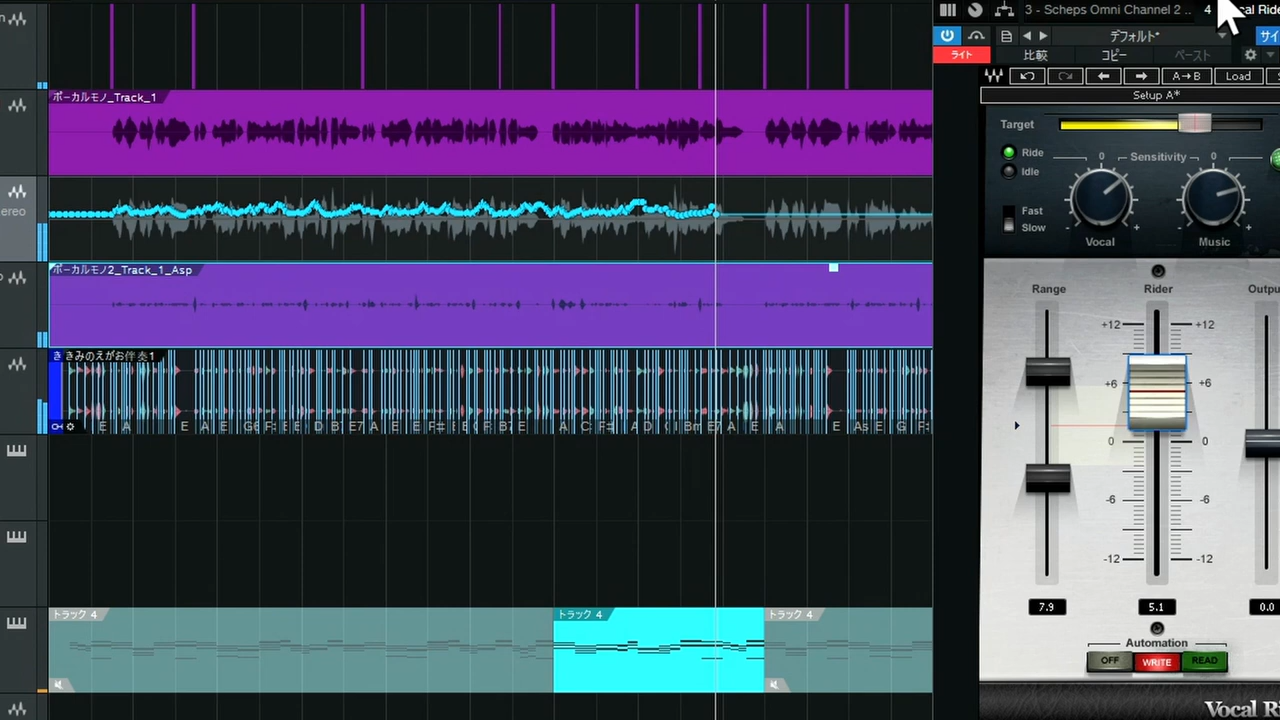 3 - Scheps Omni Channel 2 .. 4
デフォルト*
サイ
ライト
比較
コピー
ペースト
A→B
Load
Setup A*
Target
Ride
Idle
0
Sensitivity
0
Fast
Slow
-
+
-
+
Vocal
Music
Range
Rider
Outpu
+12
+12
+6
+6
0
0
-6
-6
-12
-12
7.9
5.1
0.0
Automation
OFF
WRITE
READ
Vocal Ri
ボーカルモノ_Track_1
ereo
ボーカルモノ2_Track_1_Asp
き きみのえがお伴奏1
E A E A E
トラック 4
トラック 4
トラック 4